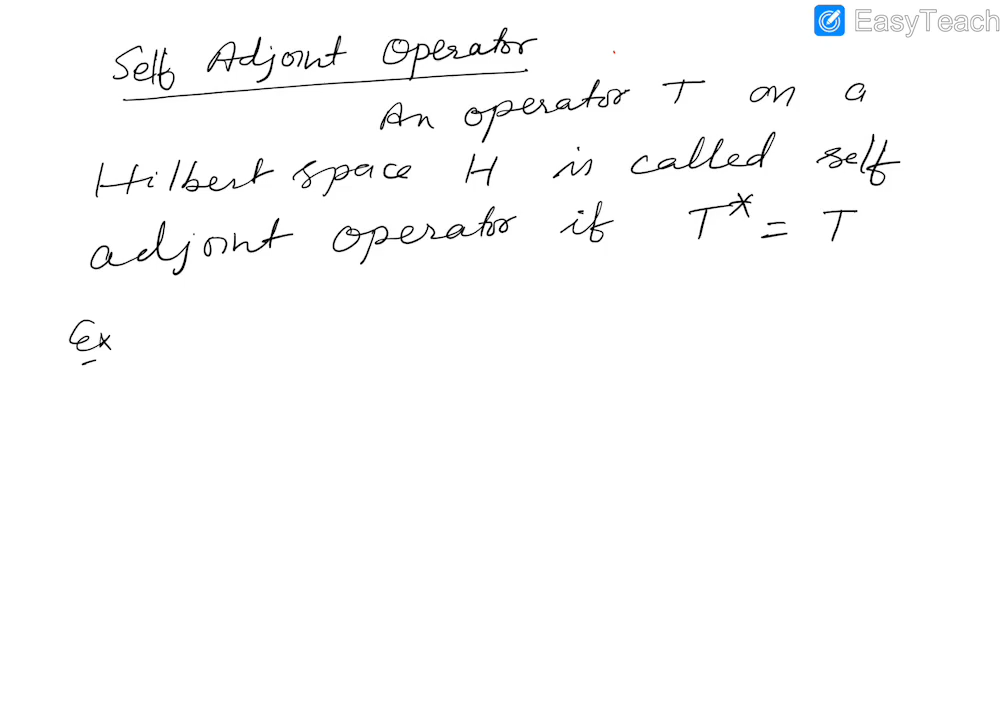 EasyTeach
Self Adjoint Operator
An operator T on a
Hilbert space H is called self
adjoint operator if T* = T
Ex